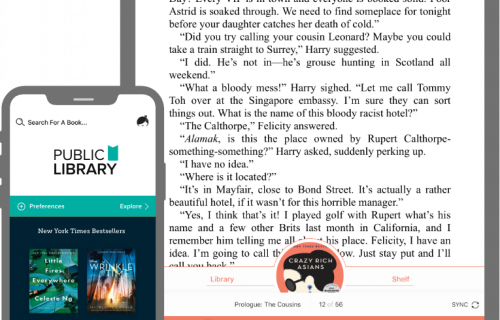 Day? Every VIP is in town and everyone is booked solid. Poor
Astrid is soaked through. We need to find someplace for tonight
before your daughter catches her death of cold.”
“Did you try calling your cousin Leonard? Maybe you could
take a train straight to Surrey,” Harry suggested.
“I did. He’s not in—he’s grouse hunting in Scotland all
weekend.”
“What a bloody mess!” Harry sighed. “Let me call Tommy
Toh over at the Singapore embassy. I’m sure they can sort
things out. What is the name of this bloody racist hotel?”
“The Calthorpe,” Felicity answered.
“Alamak, is this the place owned by Rupert Calthorpe-
something-something?” Harry asked, suddenly perking up.
“I have no idea.”
“Where is it located?”
“It’s in Mayfair, close to Bond Street. It’s actually a rather
beautiful hotel, if it wasn’t for this horrible manager.”
“Yes, I think that’s it! I played golf with Rupert what’s his
name and a few other Brits last month in California, and I
remember him telling me all about his place. Felicity, I have an
idea. I’m going to call this fellow. Just stay put and I’ll
call you back.”
Library
CRAZY RICH
ASIANS
Shelf
Prologue: The Cousins
12 of 56
SYNC
Search For A Book...
PUBLIC
LIBRARY
Preferences
Explore
New York Times Bestsellers
Little
Fires
Everywhere
Celeste Ng
WRINKLE
TIME